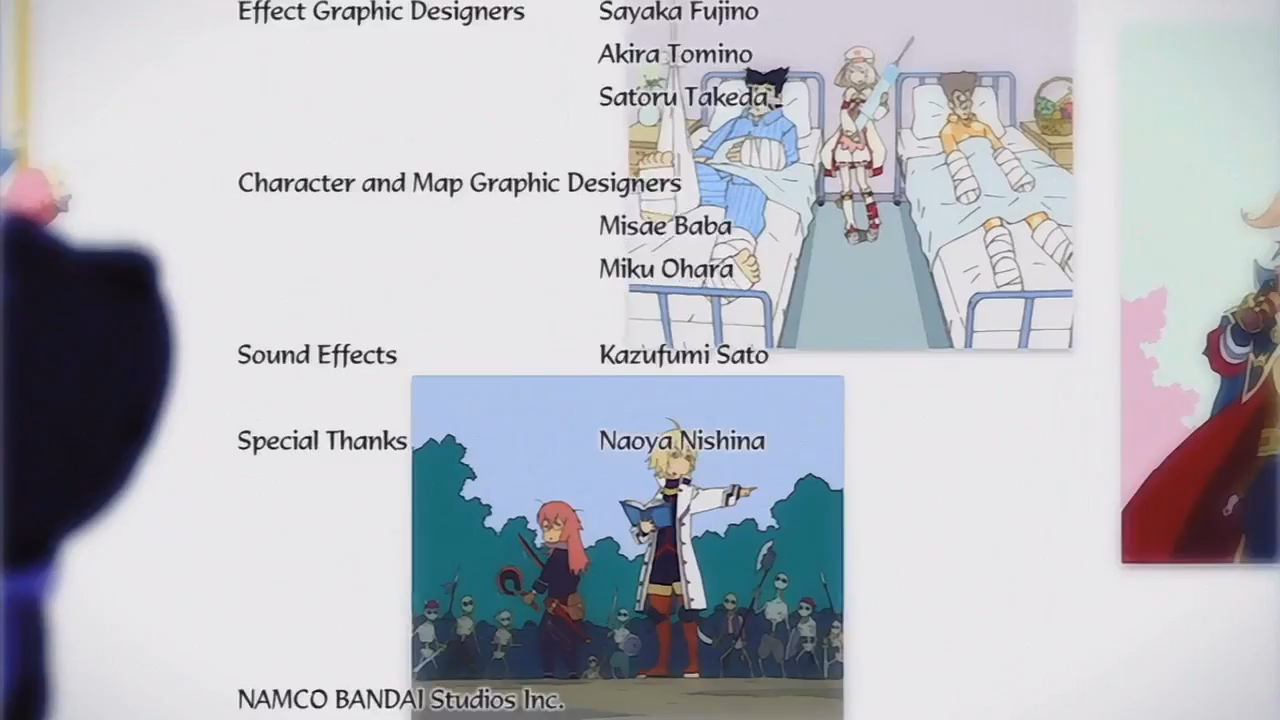 Effect Graphic Designers Sayaka Fujino
Akira Tomino
Satoru Takeda
Character and Map Graphic Designers
Misae Baba
Miku Ohara
Sound Effects Kazufumi Sato
Special Thanks Naoya Nishina
NAMCO BANDAI Studios Inc.